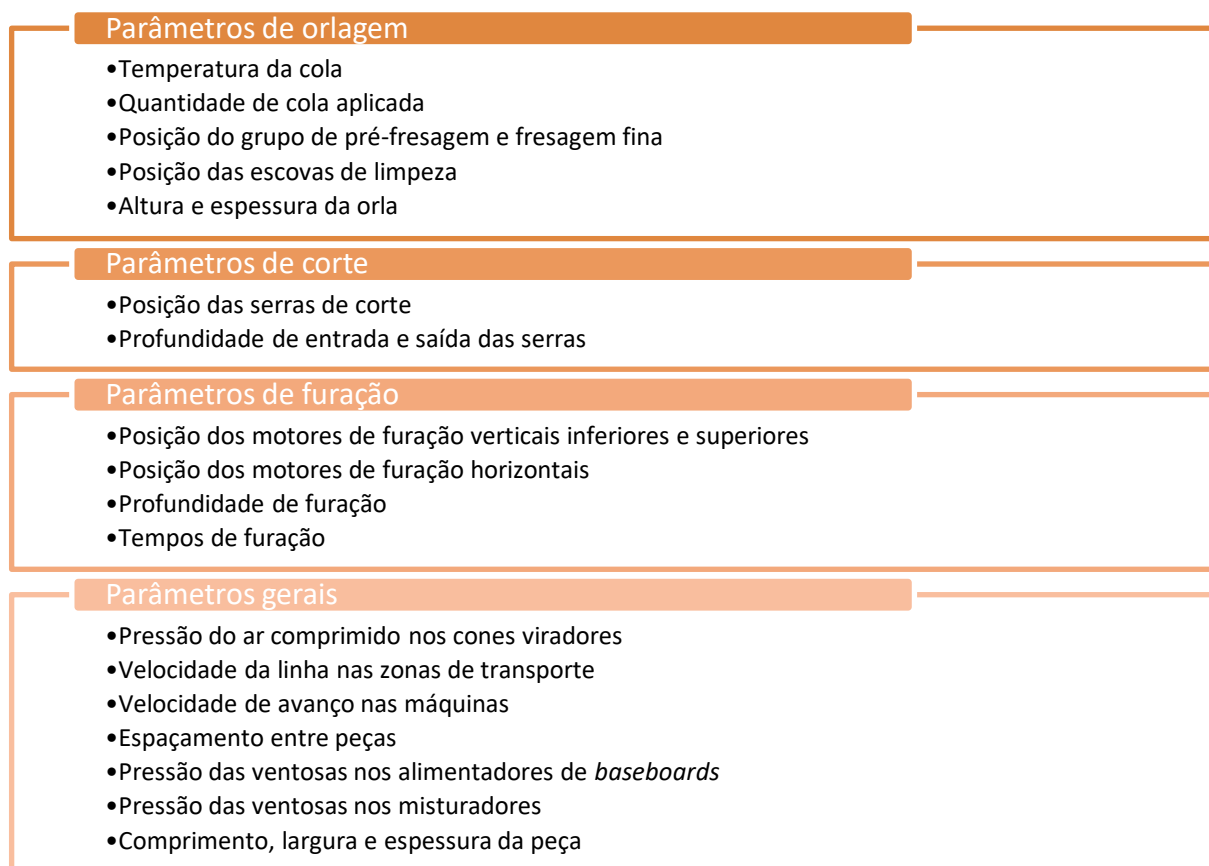 Parâmetros de orlagem
•Temperatura da cola
•Quantidade de cola aplicada
•Posição do grupo de pré-fresagem e fresagem fina
•Posição das escovas de limpeza
•Altura e espessura da orla
Parâmetros de corte
•Posição das serras de corte
•Profundidade de entrada e saída das serras
Parâmetros de furação
•Posição dos motores de furação verticais inferiores e superiores
•Posição dos motores de furação horizontais
•Profundidade de furação
•Tempos de furação
Parâmetros gerais
•Pressão do ar comprimido nos cones viradores
•Velocidade da linha nas zonas de transporte
•Velocidade de avanço nas máquinas
•Espaçamento entre peças
•Pressão das ventosas nos alimentadores de baseboards
•Pressão das ventosas nos misturadores
•Comprimento, largura e espessura da peça